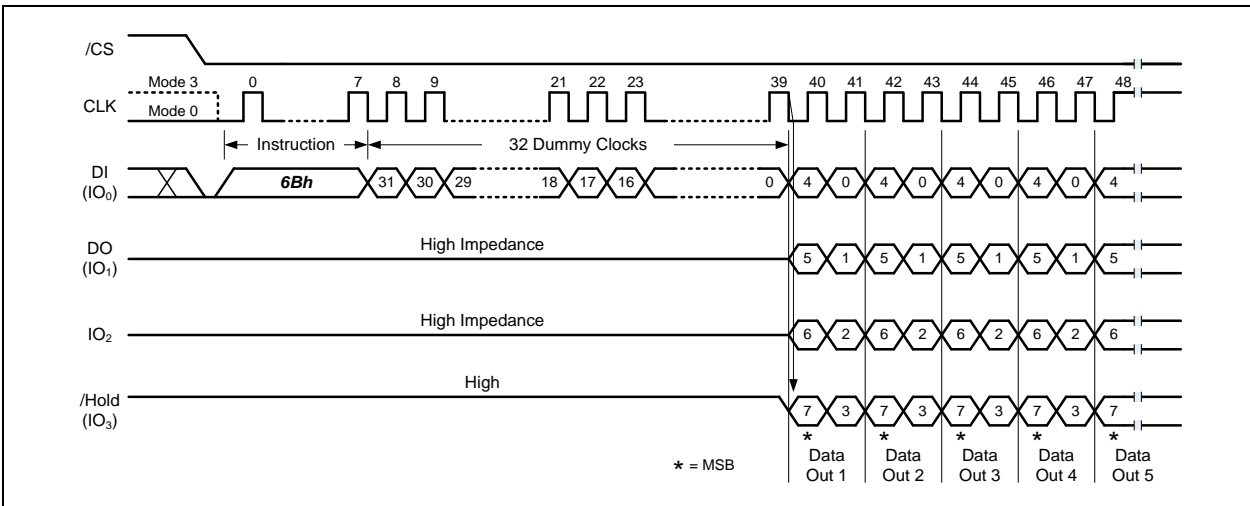 /CS
Mode 3 0 7 8 9 21 22 23 39 40 41 42 43 44 45 46 47 48
CLK
Mode 0
Instruction 32 Dummy Clocks
DI
(IO₀)
6Bh 31 30 29 18 17 16 0 4 0 4 0 4 0 4 0 4
High Impedance
DO
(IO₁)
5 1 5 1 5 1 5 1 5
High Impedance
IO₂
6 2 6 2 6 2 6 2 6
High
/Hold
(IO₃)
7 3 7 3 7 3 7 3 7
* * * * *
* = MSB
Data Data Data Data Data
Out 1 Out 2 Out 3 Out 4 Out 5